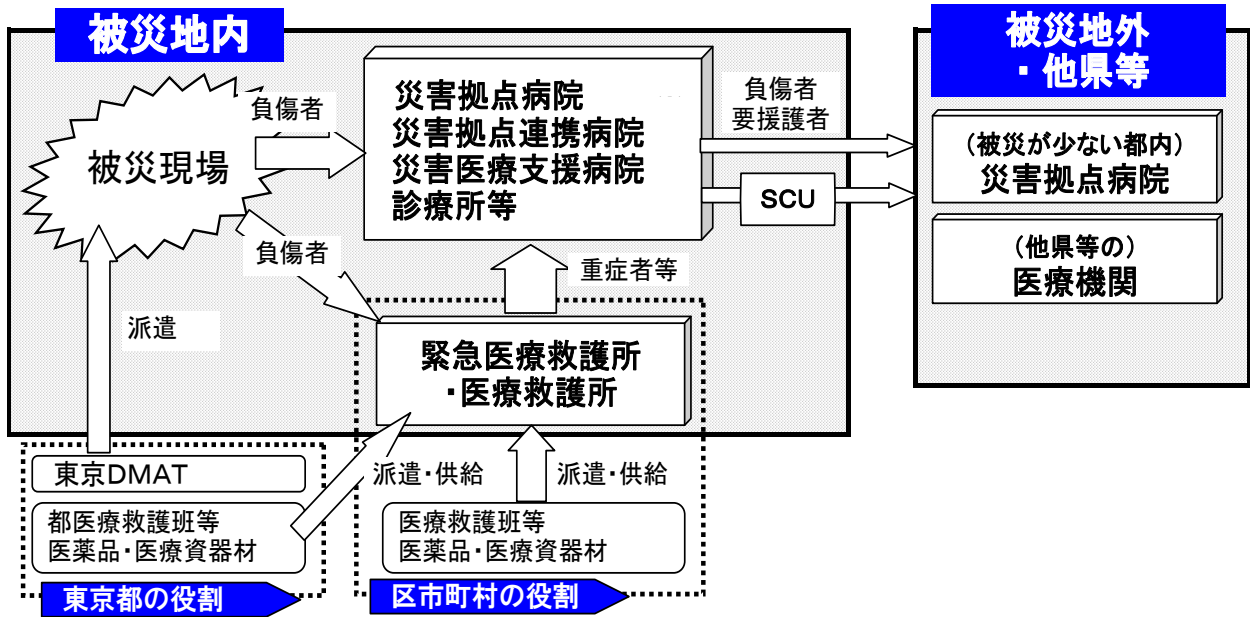 被災地内
被災現場
負傷者
災害拠点病院
災害拠点連携病院
災害医療支援病院
診療所等
負傷者
要援護者
SCU
被災地外
・他県等
(被災が少ない都内)
災害拠点病院
(他県等の)
医療機関
負傷者
重症者等
派遣
緊急医療救護所
・医療救護所
東京DMAT
都医療救護班等
医薬品・医療資器材
東京都の役割
派遣・供給
派遣・供給
医療救護班等
医薬品・医療資器材
区市町村の役割